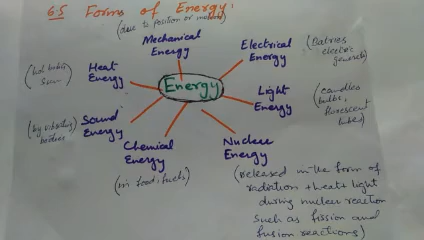 6.5 Forms of Energy:
(due to position or motion)
Mechanical
Energy
Electrical
Energy
(Batries
electric
generators
Heat
Energy
(hot bodies
Sun)
Energy
Light
Energy
(candles
bulbs,
florescent
tubes)
Sound
Energy
(by vibrating
bodies)
Chemical
Energy
(in food, fuels)
Nuclear
Energy
(released in the form of
radiation + heat + light
during nuclear reaction
such as fission and
fusion reactions)